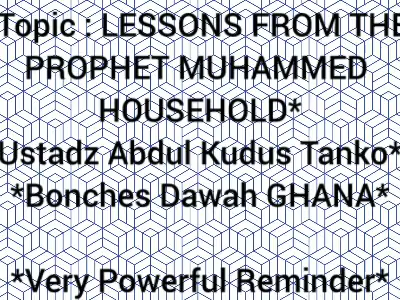 Topic : LESSONS FROM THE
PROPHET MUHAMMED
HOUSEHOLD*
Ustadz Abdul Kudus Tanko*
*Bonches Dawah GHANA*
*Very Powerful Reminder*